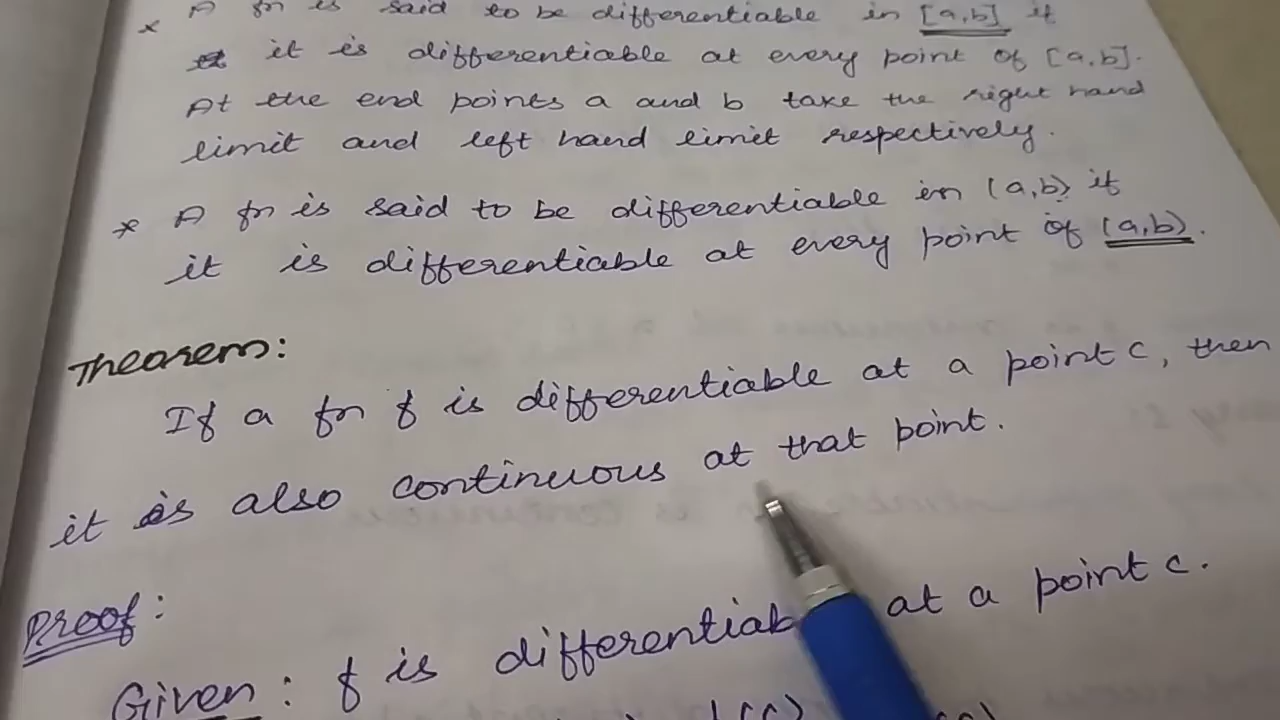 * A fn is said to be differentiable in [a,b] if
it is differentiable at every point of [a,b].
At the end points a and b take the right hand
limit and left hand limit respectively.
* A fn is said to be differentiable in (a,b) if
it is differentiable at every point of (a,b).
Theorem:
If a fn f is differentiable at a point c, then
it is also continuous at that point.
Proof:
Given: f is differentiable at a point c.